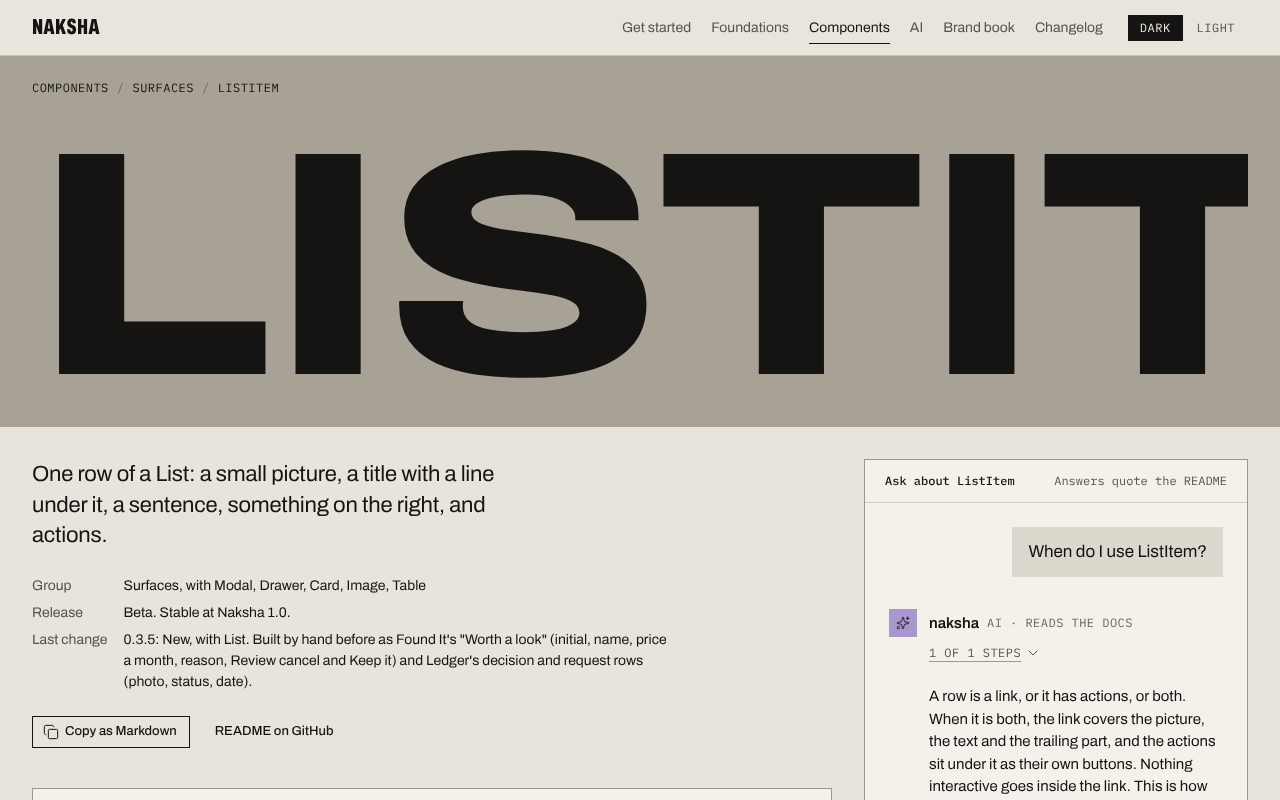 NAKSHA
Get started
Foundations
Components
AI
Brand book
Changelog
DARK
LIGHT
COMPONENTS / SURFACES / LISTITEM
LISTIT
One row of a List: a small picture, a title with a line
under it, a sentence, something on the right, and
actions.
Group
Surfaces, with Modal, Drawer, Card, Image, Table
Release
Beta. Stable at Naksha 1.0.
Last change
0.3.5: New, with List. Built by hand before as Found It's "Worth a look" (initial, name, price
a month, reason, Review cancel and Keep it) and Ledger's decision and request rows
(photo, status, date).
Copy as Markdown
README on GitHub
Ask about ListItem
Answers quote the README
When do I use ListItem?
naksha AI · READS THE DOCS
1 OF 1 STEPS
A row is a link, or it has actions, or both.
When it is both, the link covers the picture,
the text and the trailing part, and the actions
sit under it as their own buttons. Nothing
interactive goes inside the link. This is how